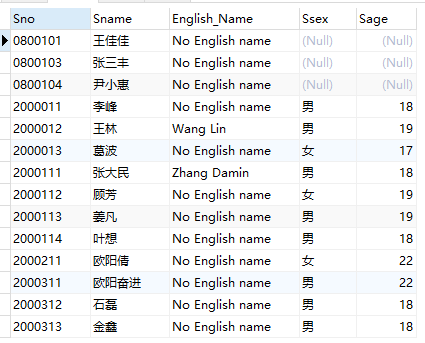 Sno Sname English_Name Ssex Sage
0800101 王佳佳 No English name (Null) (Null)
0800103 张三丰 No English name (Null) (Null)
0800104 尹小惠 No English name (Null) (Null)
2000011 李峰 No English name 男 18
2000012 王林 Wang Lin 男 19
2000013 葛波 No English name 女 17
2000111 张大民 Zhang Damin 男 18
2000112 顾芳 No English name 女 19
2000113 姜凡 No English name 男 19
2000114 叶想 No English name 男 18
2000211 欧阳倩 No English name 女 22
2000311 欧阳奋进 No English name 男 22
2000312 石磊 No English name 男 18
2000313 金鑫 No English name 男 18